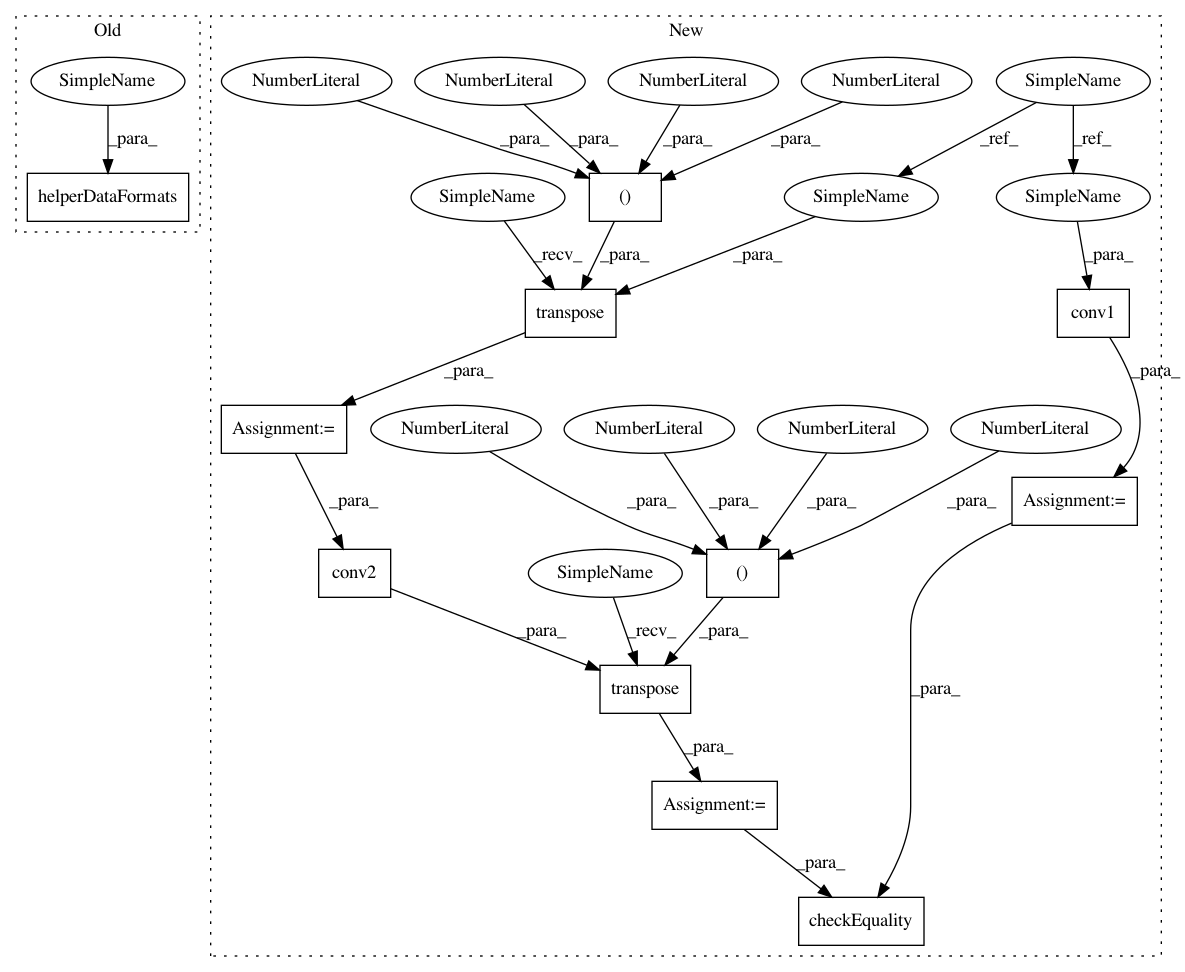 Old
New
SimpleName
NumberLiteral
NumberLiteral
NumberLiteral
NumberLiteral
SimpleName
_para_
_para_
_para_
_para_
_para_
_ref_
_ref_
helperDataFormats
SimpleName
()
SimpleName
SimpleName
_recv_
_para_
_para_
_para_
transpose
conv1
_para_
_para_
Assignment:=
NumberLiteral
NumberLiteral
NumberLiteral
NumberLiteral
_para_
_para_
_para_
_para_
_para_
Assignment:=
conv2
SimpleName
()
_para_
_recv_
_para_
transpose
_para_
_para_
Assignment:=
_para_
checkEquality